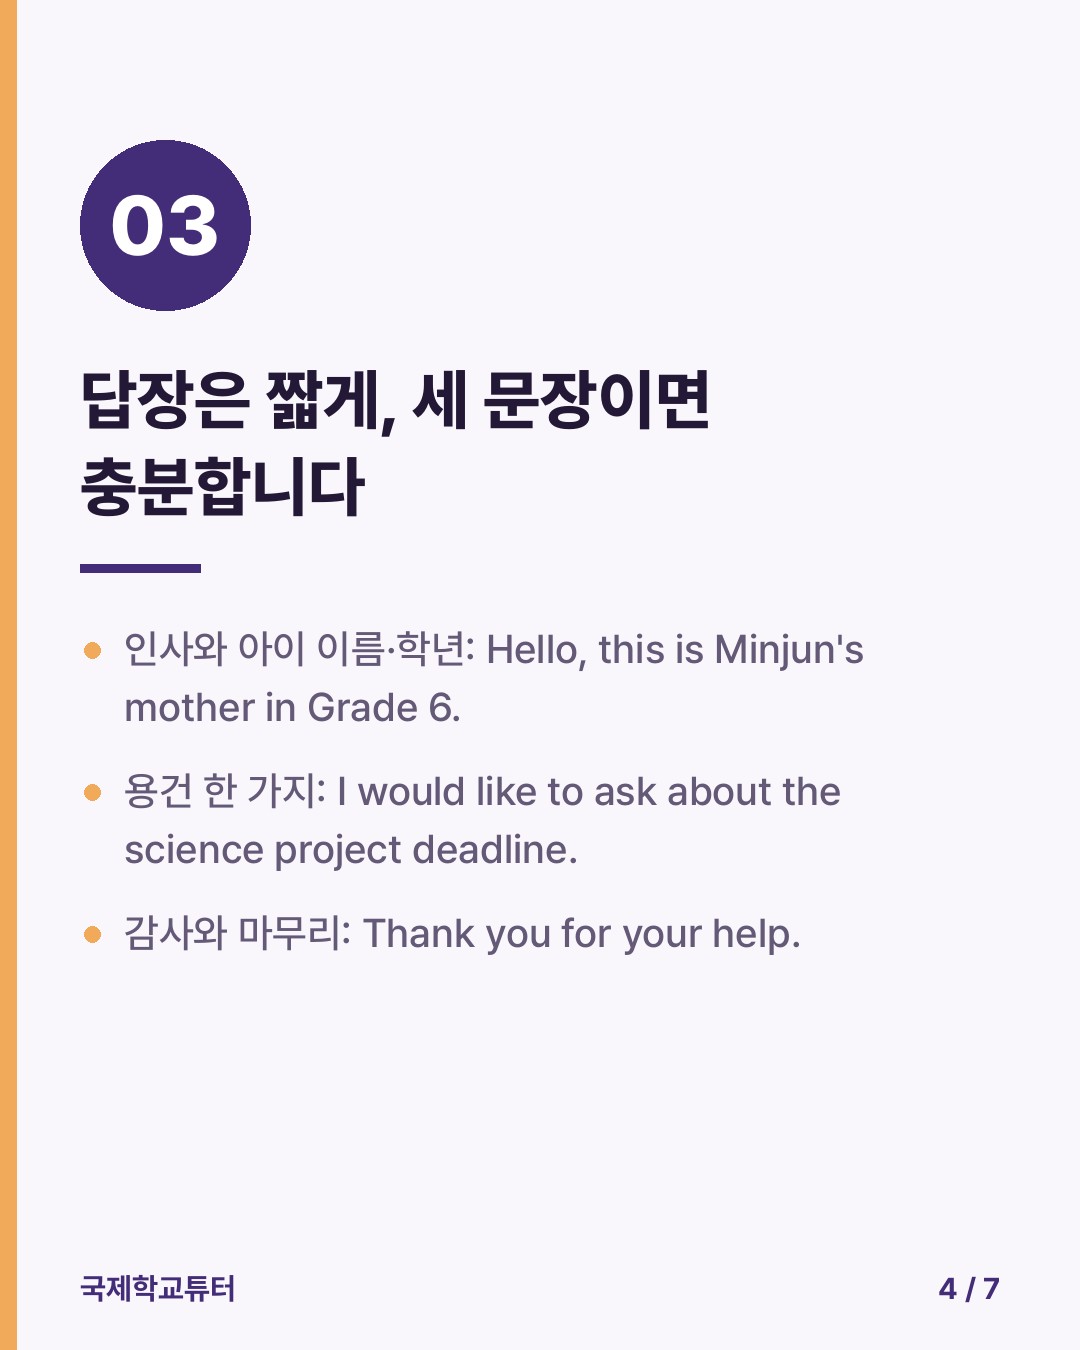 03
답장은 짧게, 세 문장이면
충분합니다
인사와 아이 이름·학년: Hello, this is Minjun's
mother in Grade 6.
용건 한 가지: I would like to ask about the
science project deadline.
감사와 마무리: Thank you for your help.
국제학교튜터
4 / 7